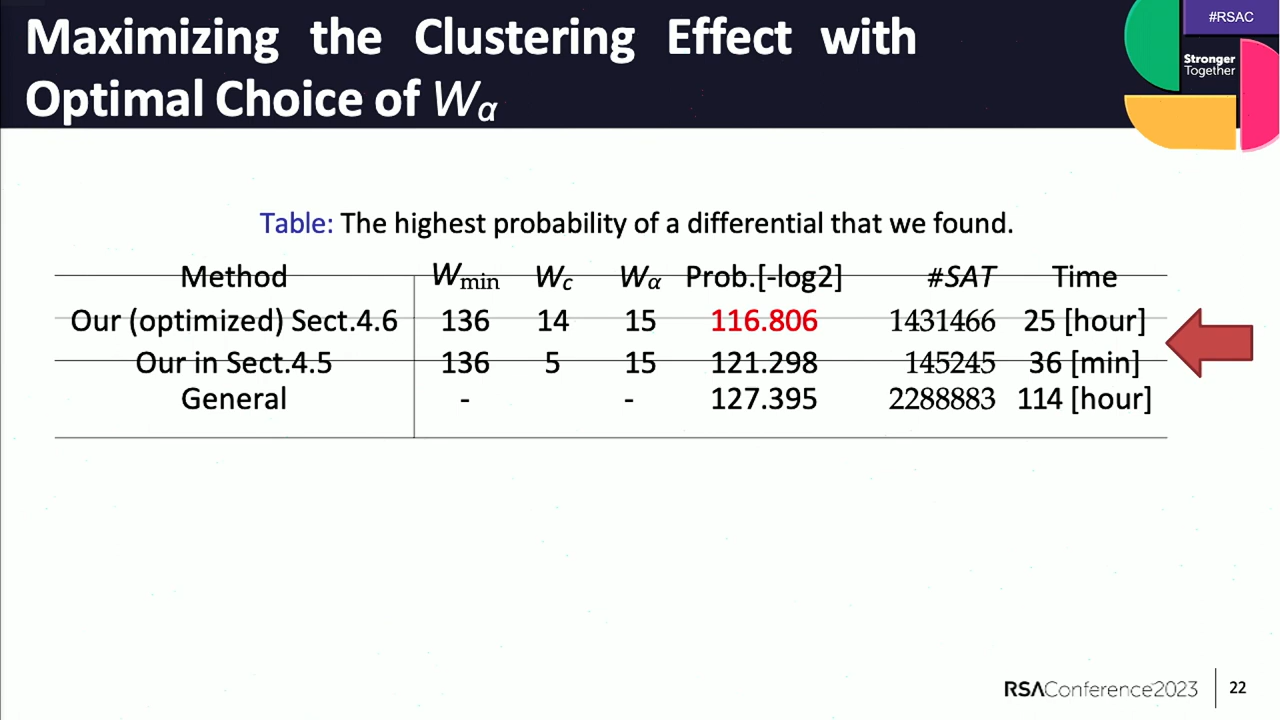 #RSAC
Maximizing the Clustering Effect with
Optimal Choice of Wα
Stronger
Together
Table: The highest probability of a differential that we found.
Method Wmin Wc Wα Prob.[-log2] #SAT Time
Our (optimized) Sect.4.6 136 14 15 116.806 1431466 25 [hour]
Our in Sect.4.5 136 5 15 121.298 145245 36 [min]
General - - 127.395 2288883 114 [hour]
RSAConference2023 22